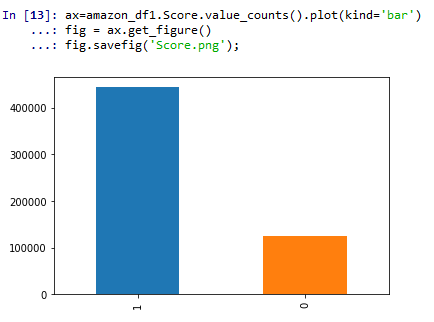 In [13]: ax=amazon_df1.Score.value_counts().plot(kind='bar')
...: fig = ax.get_figure()
...: fig.savefig('Score.png');
400000
300000
200000
100000
0
1
0